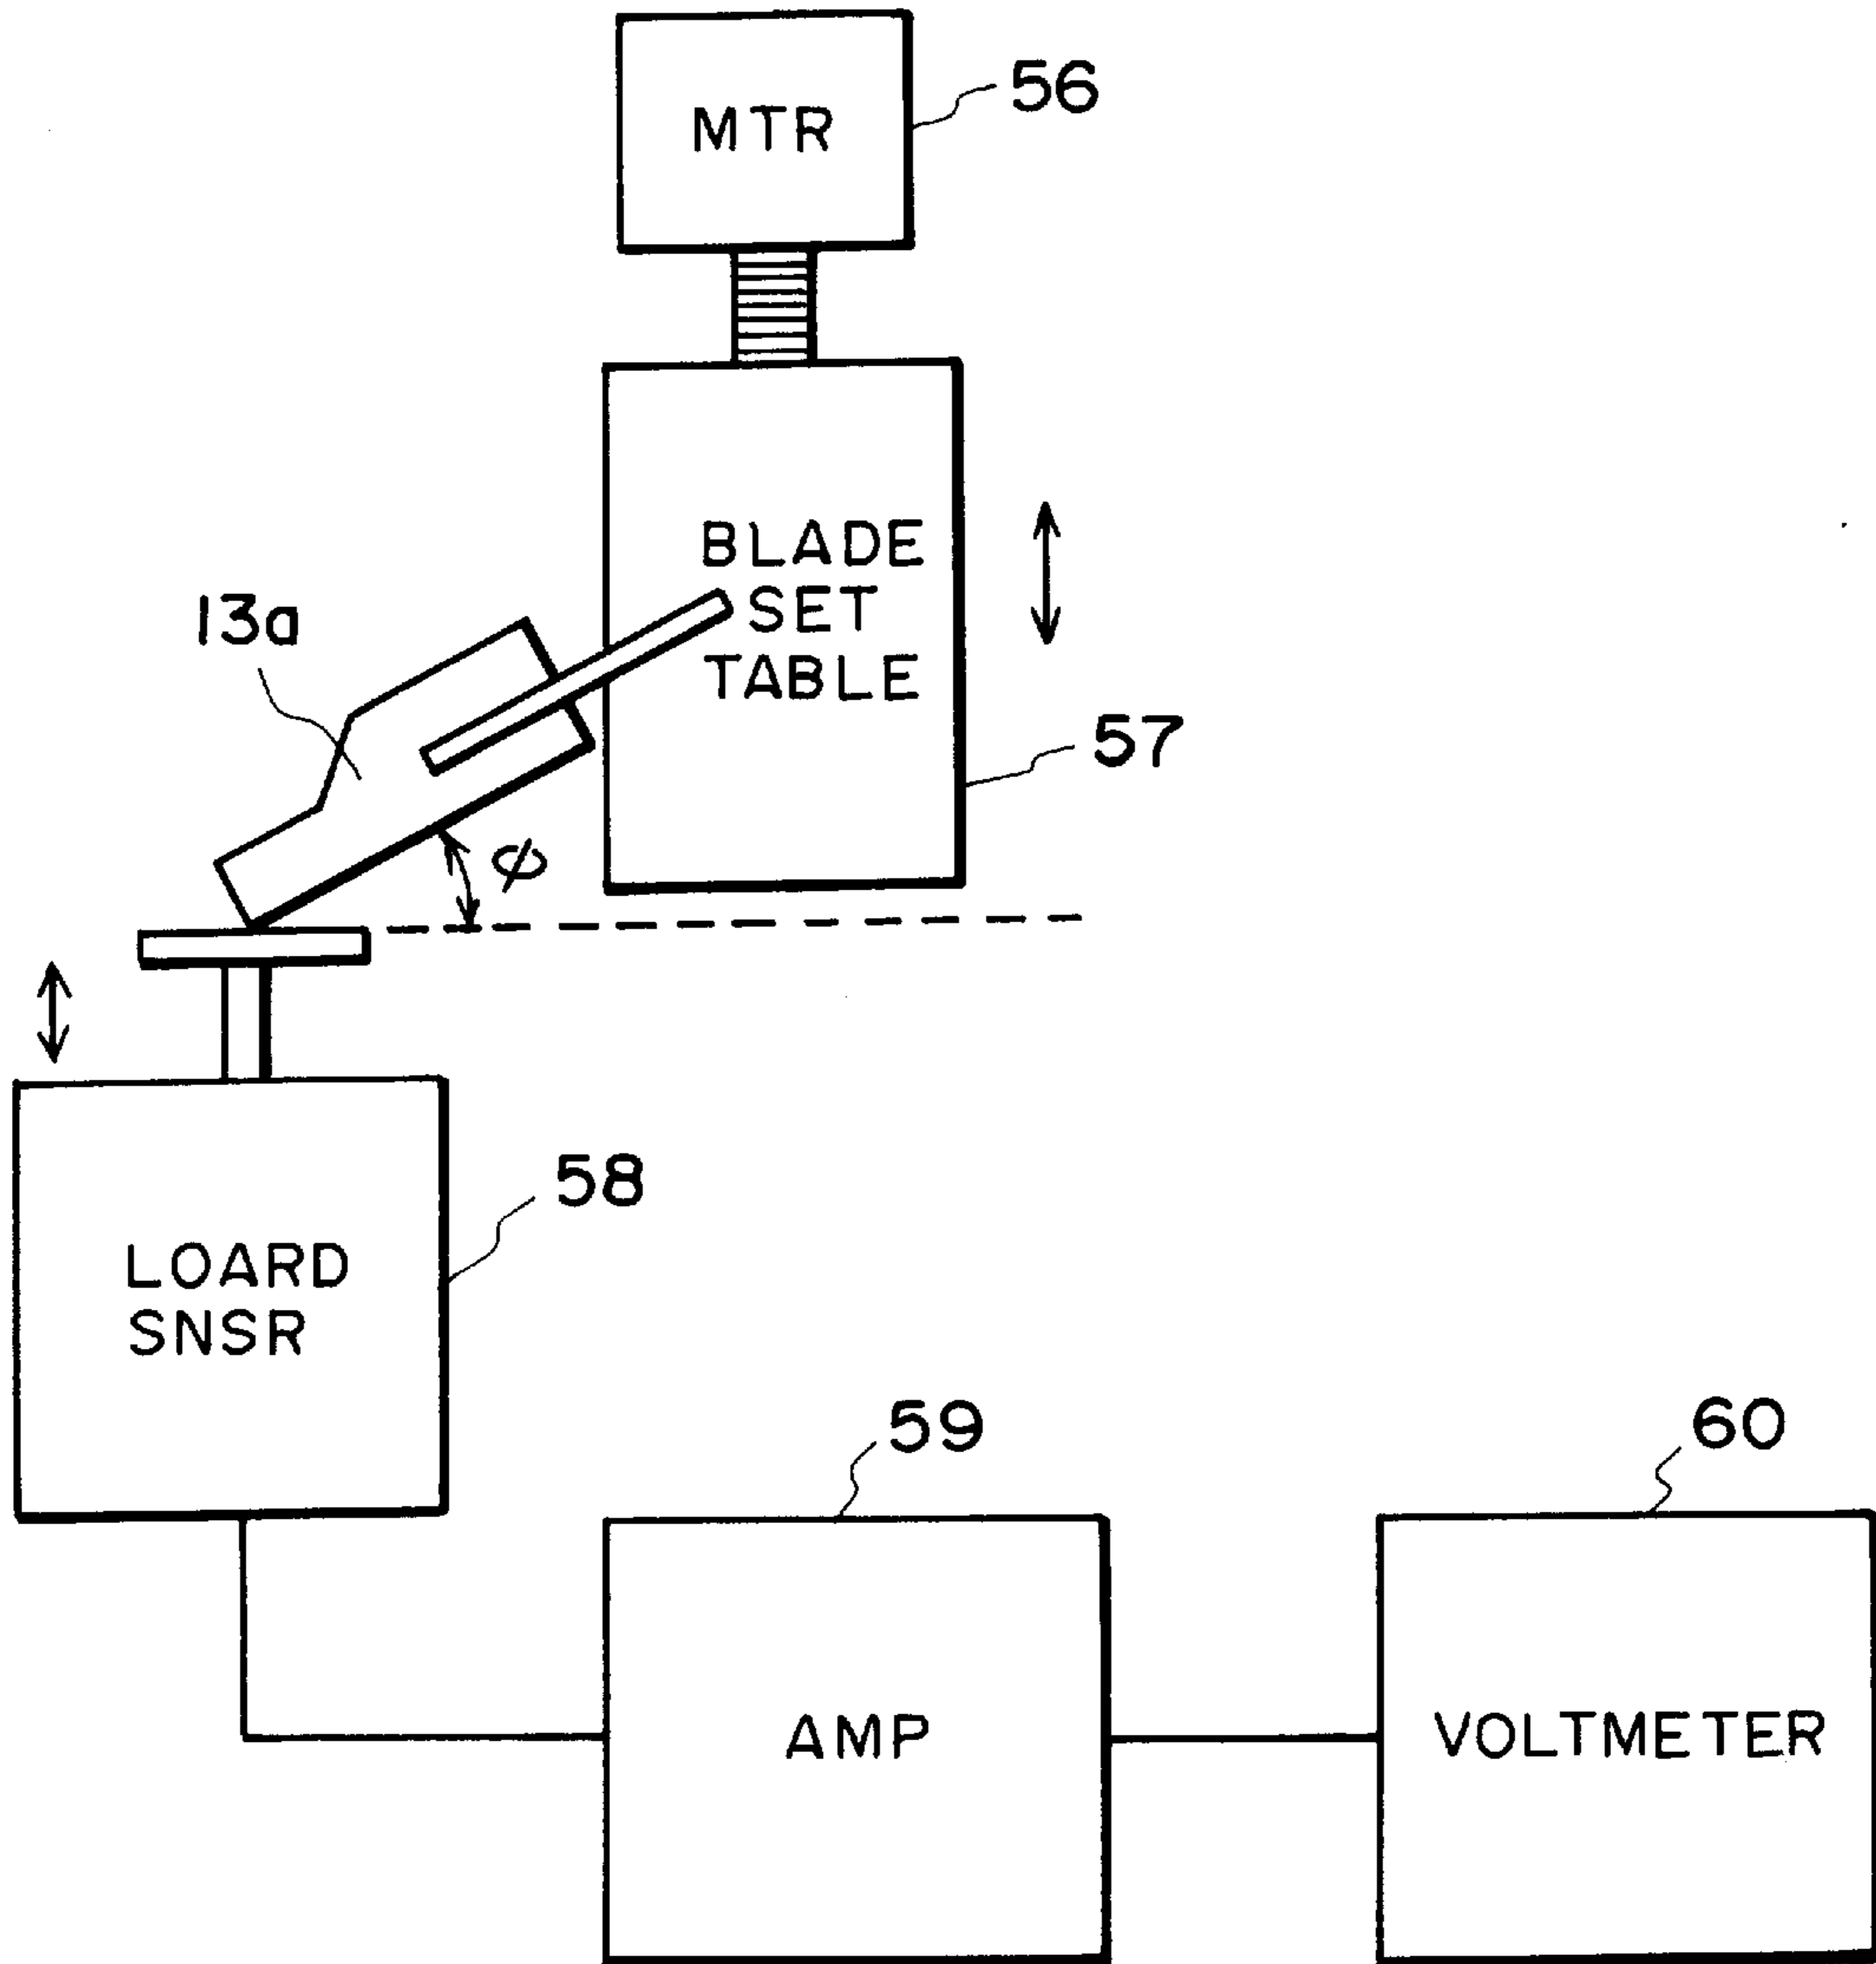 56
MTR
BLADE
SET
TABLE
13a
57
φ
58
LOARD
SNSR
59
60
AMP
VOLTMETER